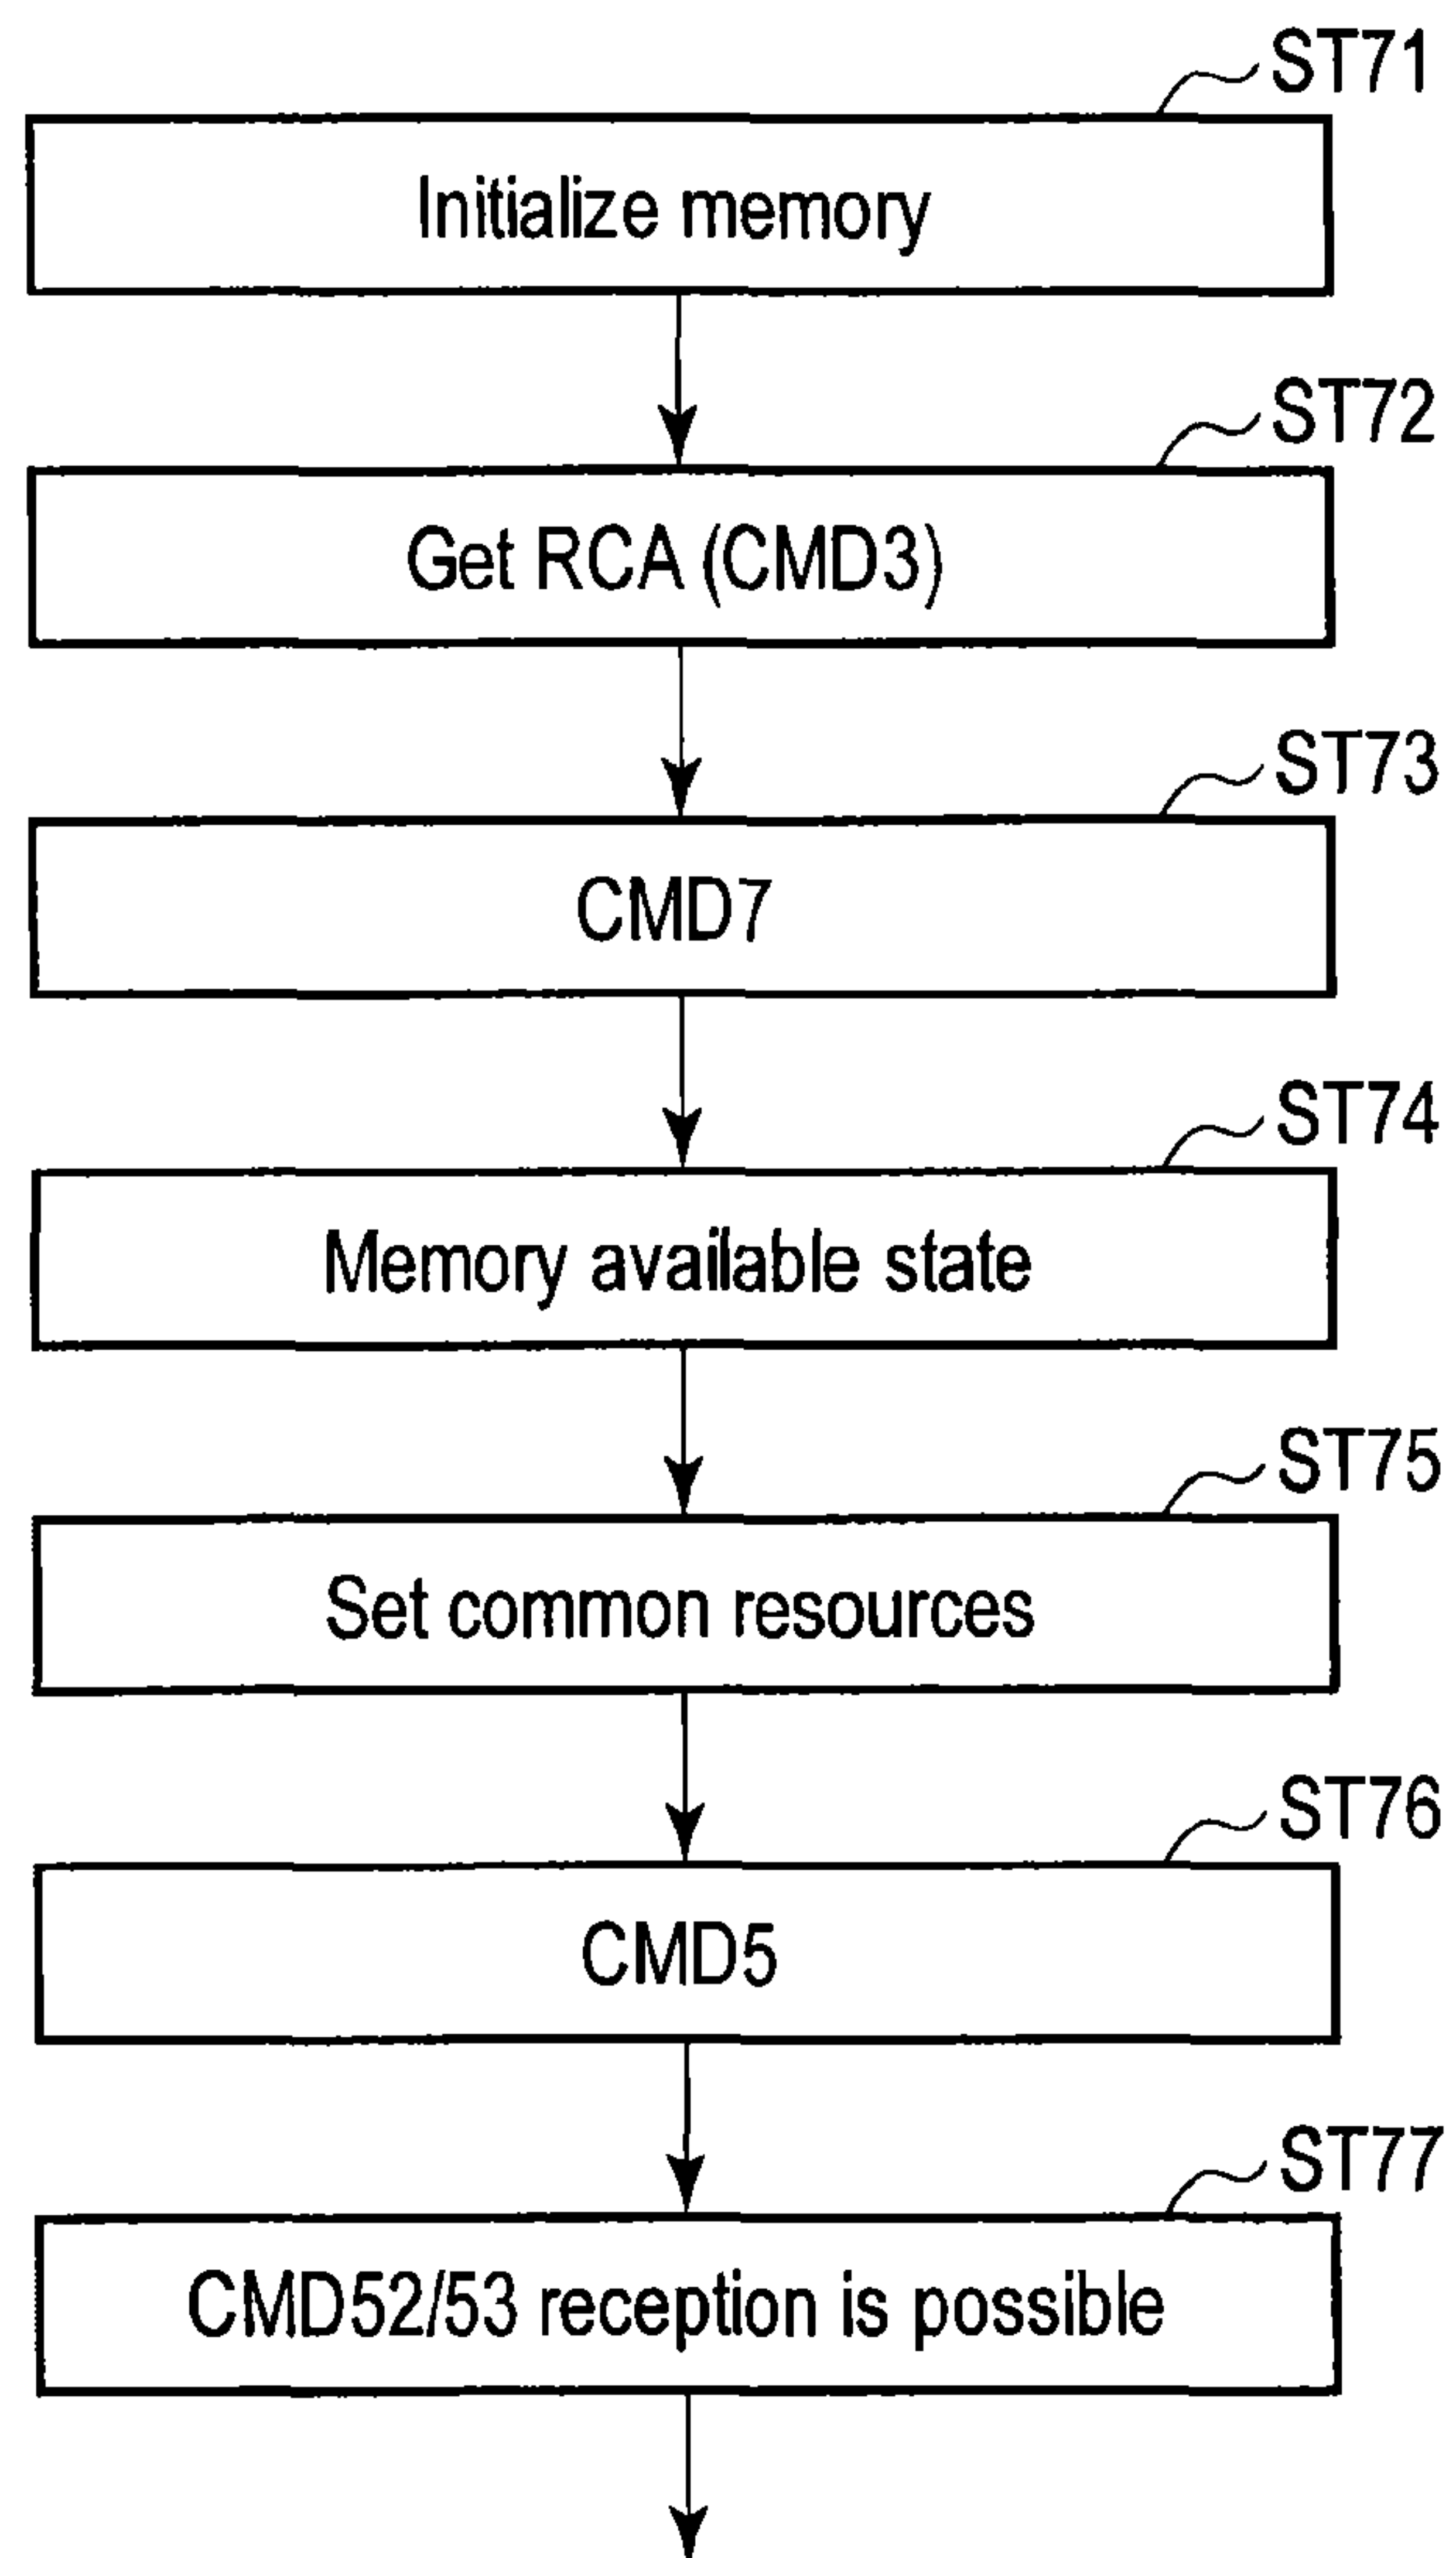 ST71
Initialize memory
ST72
Get RCA (CMD3)
ST73
CMD7
ST74
Memory available state
ST75
Set common resources
ST76
CMD5
ST77
CMD52/53 reception is possible